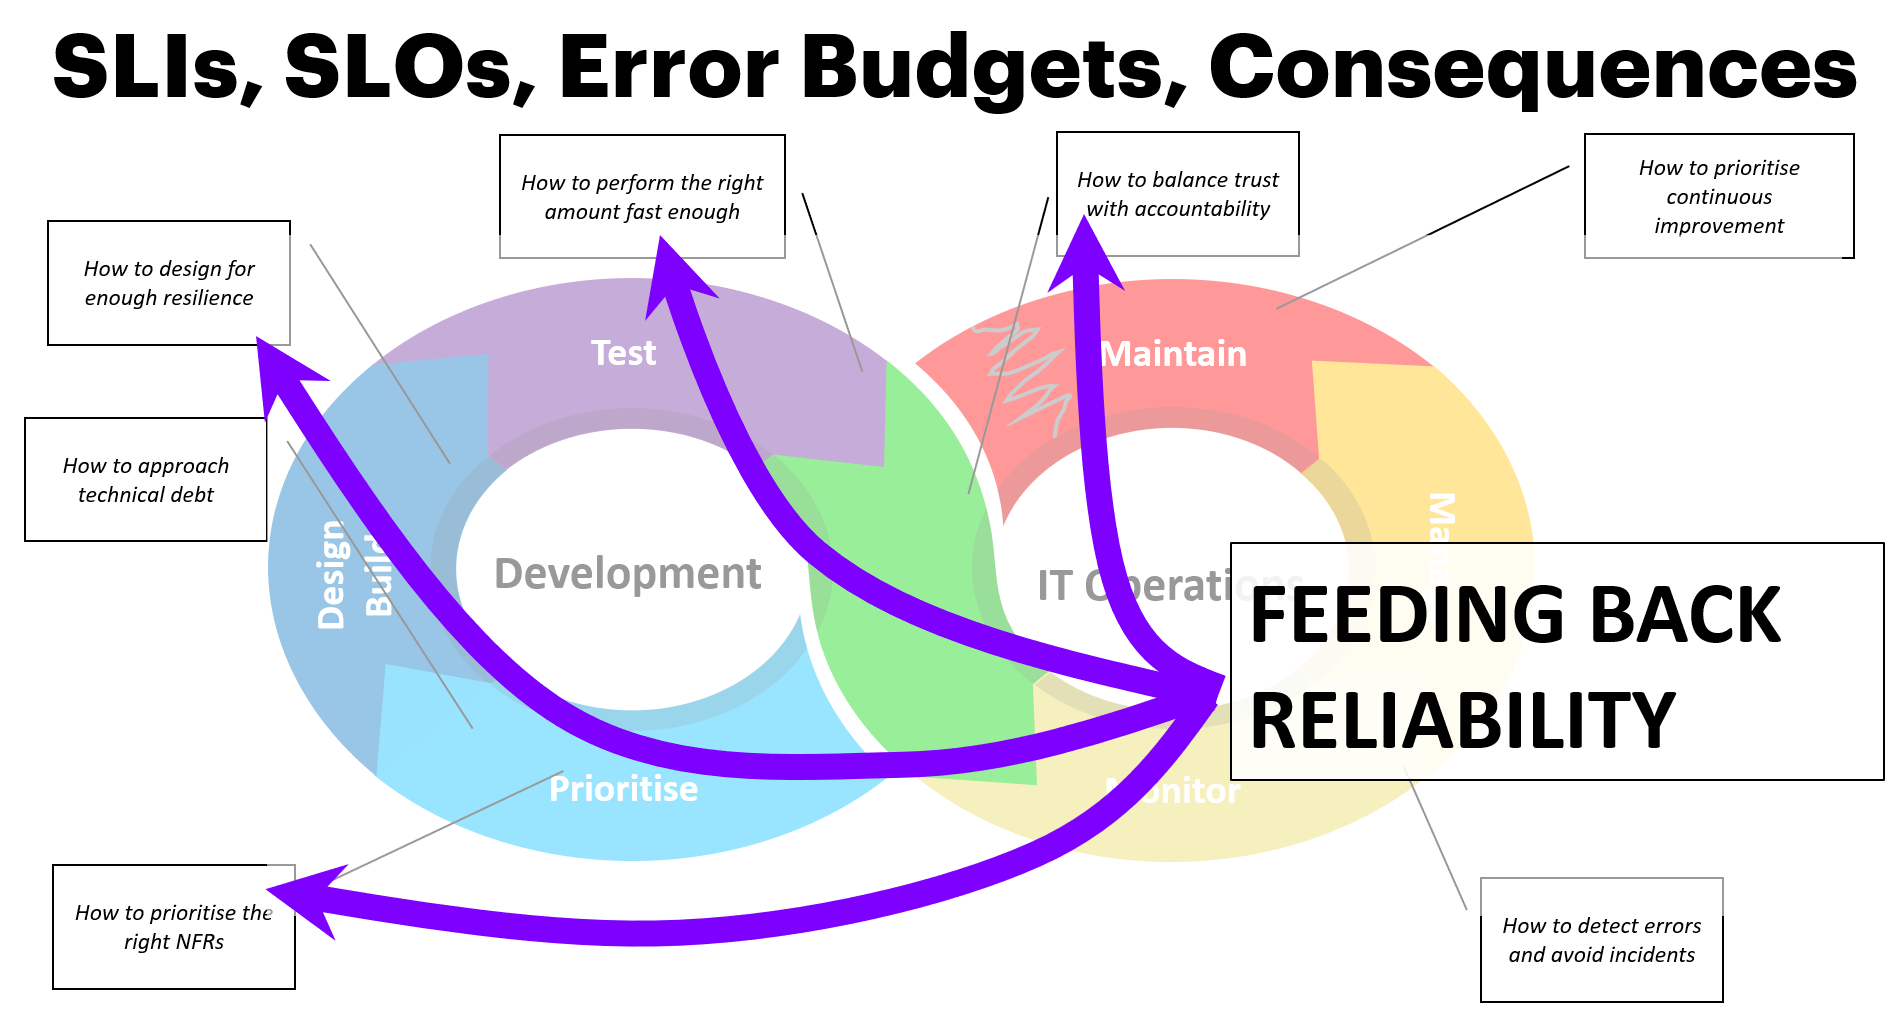 SLIs, SLOs, Error Budgets, Consequences
How to perform the right
amount fast enough
How to balance trust
with accountability
How to prioritise
continuous
improvement
How to design for
enough resilience
How to approach
technical debt
Test
Maintain
Design
Build
Development
IT Operations
FEEDING BACK
RELIABILITY
Prioritise
Monitor
How to prioritise the
right NFRs
How to detect errors
and avoid incidents